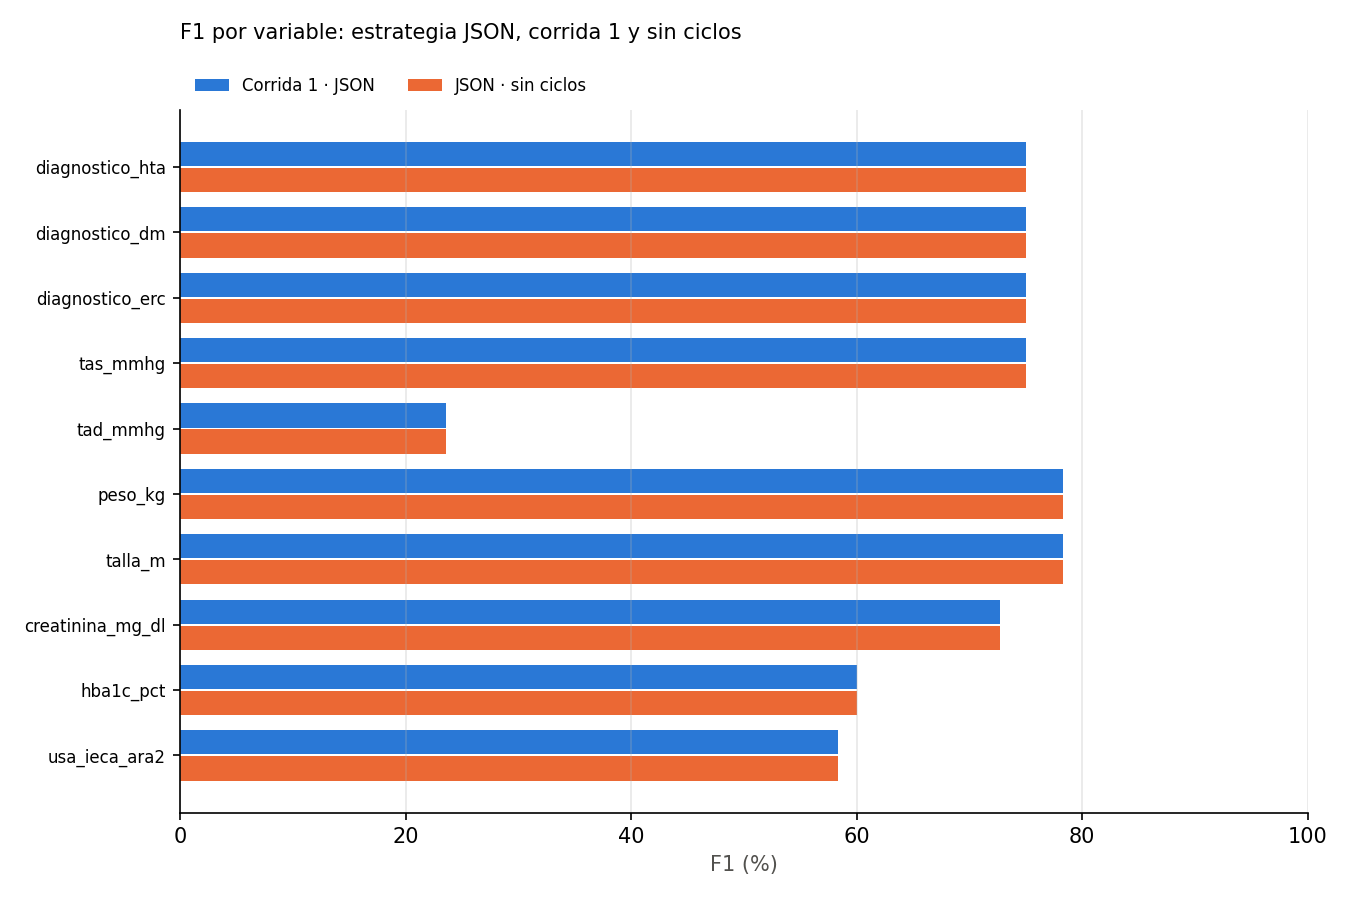 F1 por variable: estrategia JSON, corrida 1 y sin ciclos
Corrida 1 · JSON
JSON · sin ciclos
diagnostico_hta
diagnostico_dm
diagnostico_erc
tas_mmhg
tad_mmhg
peso_kg
talla_m
creatinina_mg_dl
hba1c_pct
usa_ieca_ara2
0 20 40 60 80 100
F1 (%)